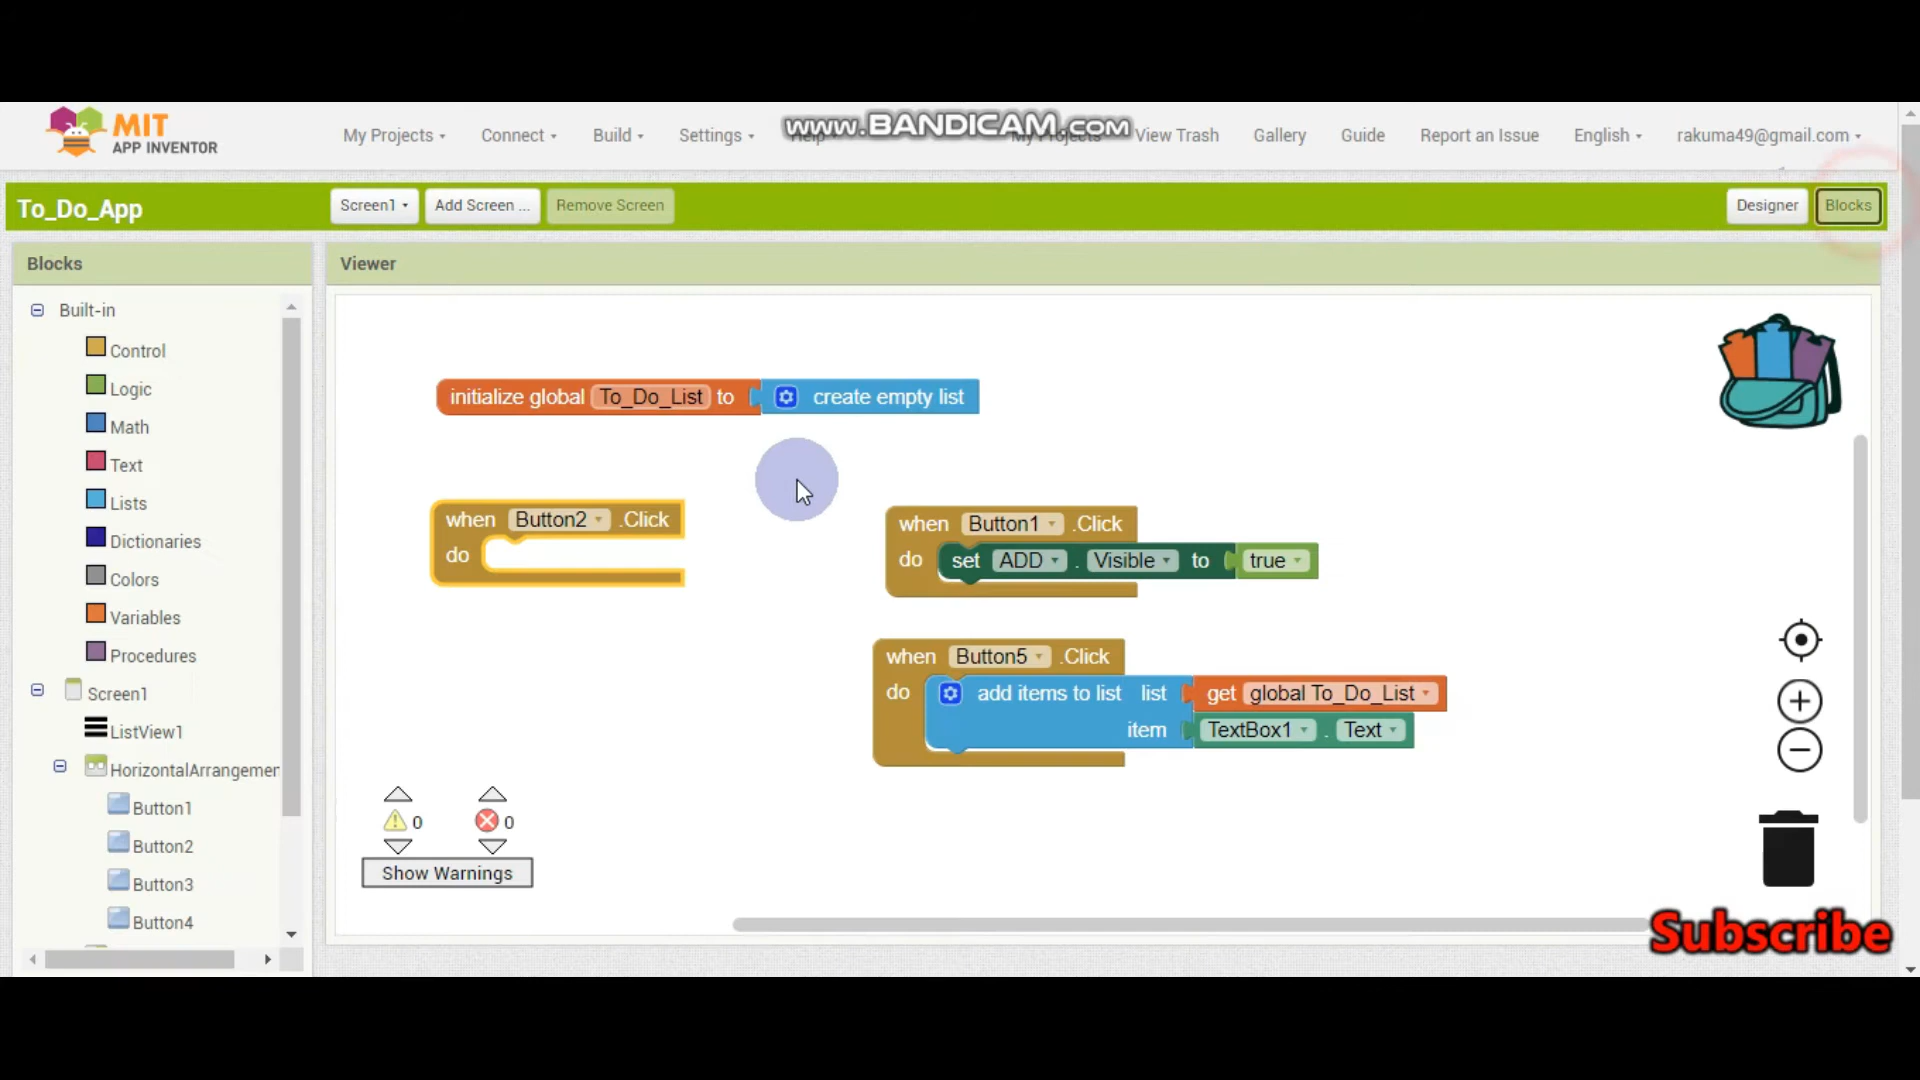 MIT
APP INVENTOR
My Projects
Connect
Build
Settings
Help
www.BANDICAM.com
My Projects
View Trash
Gallery
Guide
Report an Issue
English
rakuma49@gmail.com
To_Do_App
Screen1
Add Screen ...
Remove Screen
Designer
Blocks
Blocks
Viewer
Built-in
Control
Logic
Math
Text
Lists
Dictionaries
Colors
Variables
Procedures
Screen1
ListView1
HorizontalArrangemen
Button1
Button2
Button3
Button4
initialize global To_Do_List to create empty list
when Button2 .Click
do
when Button1 .Click
do set ADD . Visible to true
when Button5 .Click
do add items to list list get global To_Do_List
item TextBox1 . Text
0
0
Show Warnings
Subscribe